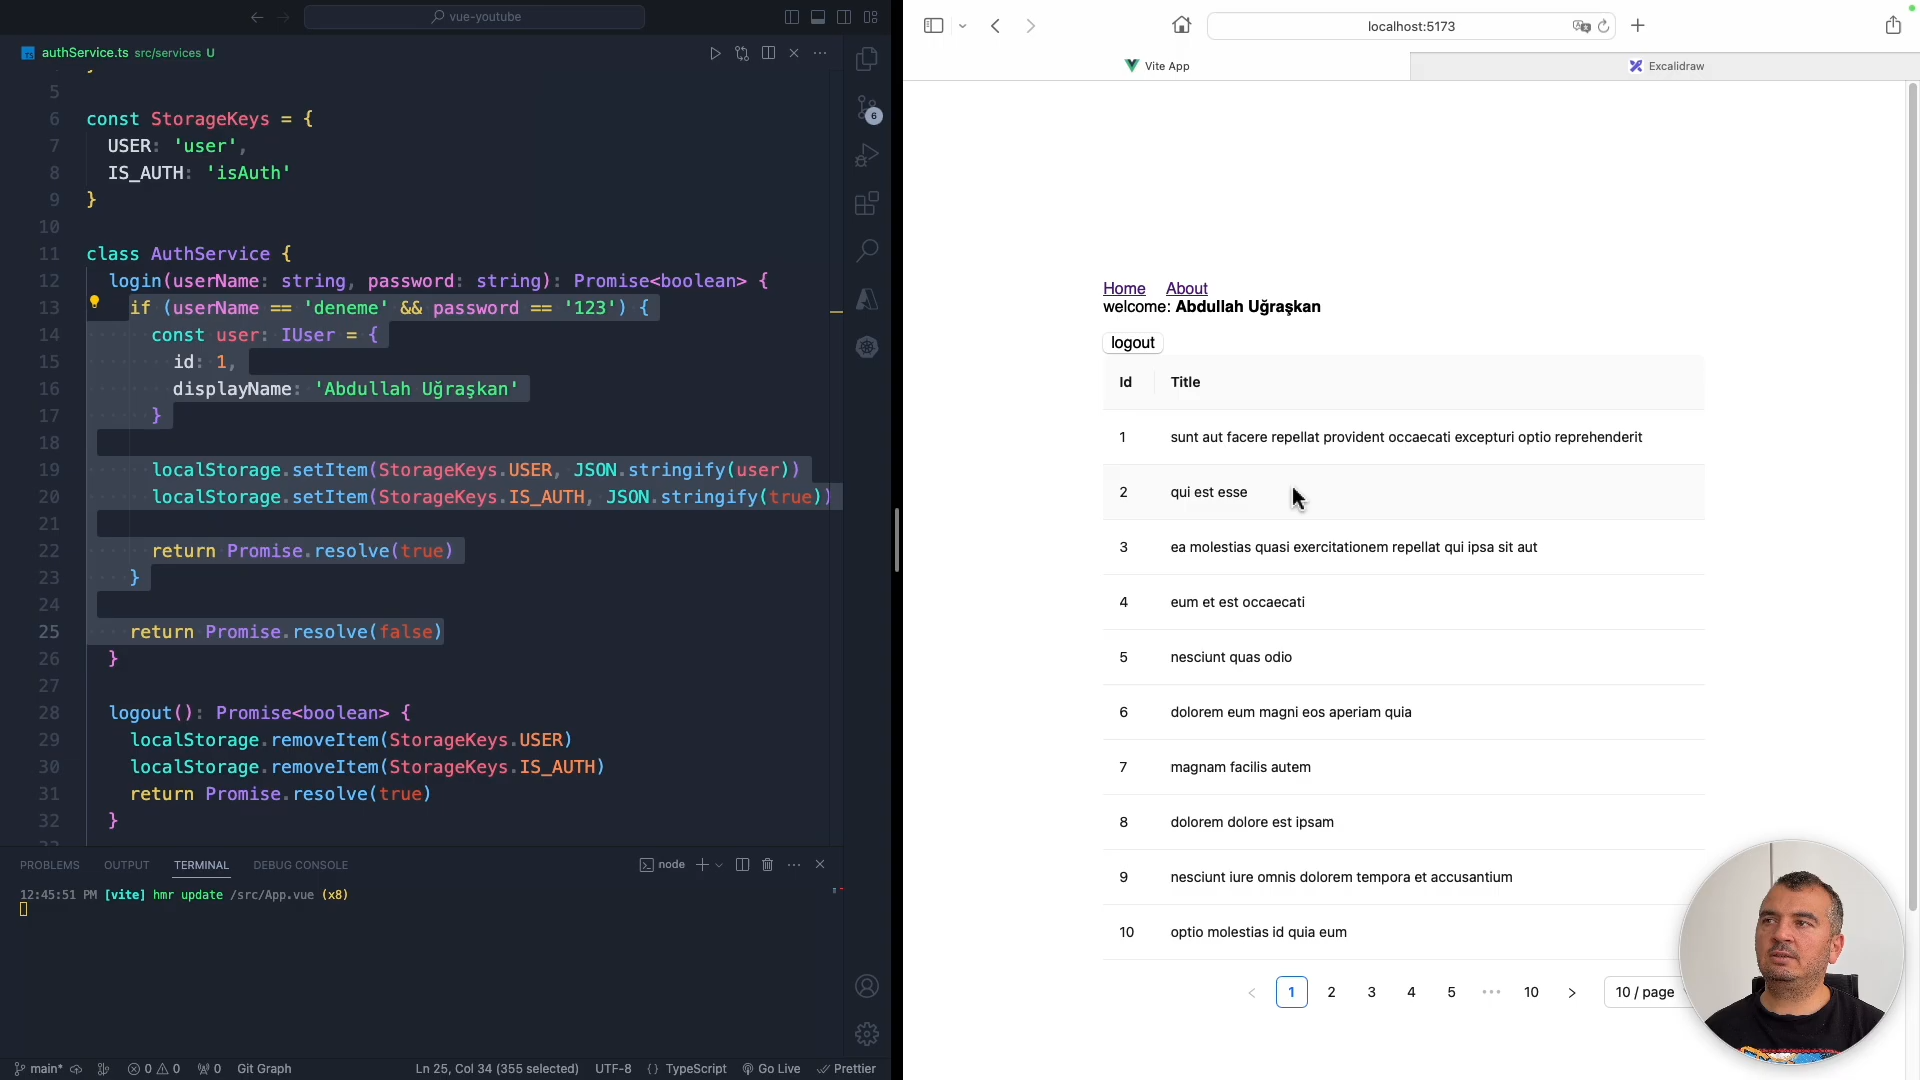 vue-youtube
authService.ts src/services U
5
6 const StorageKeys = {
7 USER: 'user',
8 IS_AUTH: 'isAuth'
9 }
10
11 class AuthService {
12 login(userName: string, password: string): Promise<boolean> {
13 if (userName == 'deneme' && password == '123') {
14 const user: IUser = {
15 id: 1,
16 displayName: 'Abdullah Uğraşkan'
17 }
18
19 localStorage.setItem(StorageKeys.USER, JSON.stringify(user))
20 localStorage.setItem(StorageKeys.IS_AUTH, JSON.stringify(true))
21
22 return Promise.resolve(true)
23 }
24
25 return Promise.resolve(false)
26 }
27
28 logout(): Promise<boolean> {
29 localStorage.removeItem(StorageKeys.USER)
30 localStorage.removeItem(StorageKeys.IS_AUTH)
31 return Promise.resolve(true)
32 }
6
PROBLEMS OUTPUT TERMINAL DEBUG CONSOLE node
12:45:51 PM [vite] hmr update /src/App.vue (x8)
main* 0 0 0 Git Graph Ln 25, Col 34 (355 selected) UTF-8 {} TypeScript Go Live Prettier
localhost:5173
Vite App Excalidraw
Home About
welcome: Abdullah Uğraşkan
logout
Id Title
1 sunt aut facere repellat provident occaecati excepturi optio reprehenderit
2 qui est esse
3 ea molestias quasi exercitationem repellat qui ipsa sit aut
4 eum et est occaecati
5 nesciunt quas odio
6 dolorem eum magni eos aperiam quia
7 magnam facilis autem
8 dolorem dolore est ipsam
9 nesciunt iure omnis dolorem tempora et accusantium
10 optio molestias id quia eum
< 1 2 3 4 5 ••• 10 > 10 / page